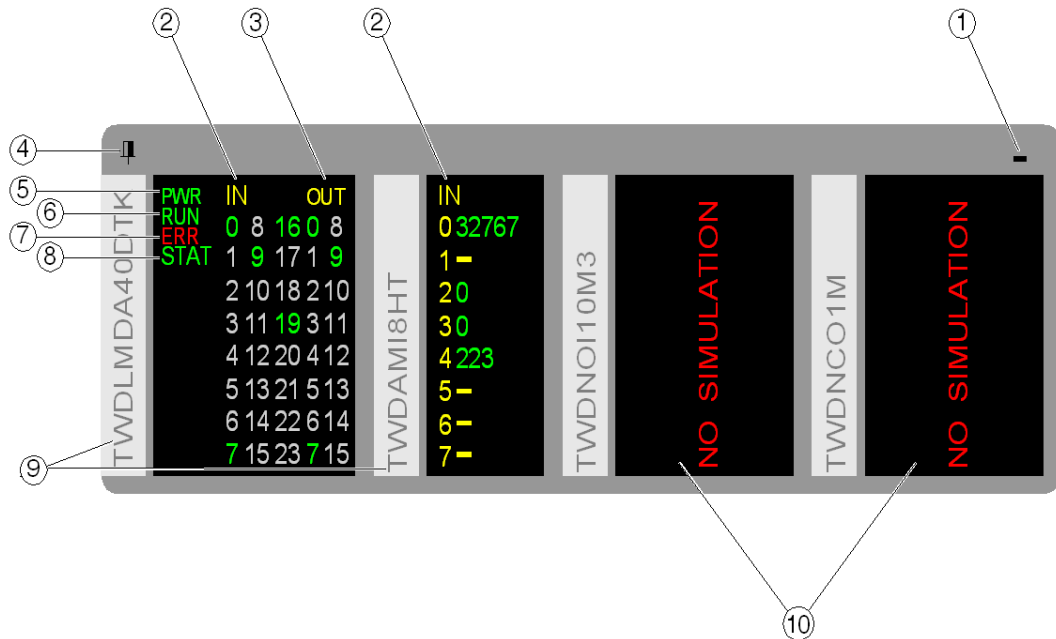 2 3 2 1
4
5
6
7
8
9
10
TWDLMDA40DTK
PWR IN OUT
RUN 0 8 16 0 8
ERR
STAT 1 9 17 1 9
2 10 18 2 10
3 11 19 3 11
4 12 20 4 12
5 13 21 5 13
6 14 22 6 14
7 15 23 7 15
TWDAMI8HT
IN
0 32767
1 -
2 0
3 0
4 223
5 -
6 -
7 -
TWDNOI10M3
NO SIMULATION
TWDNCO1M
NO SIMULATION